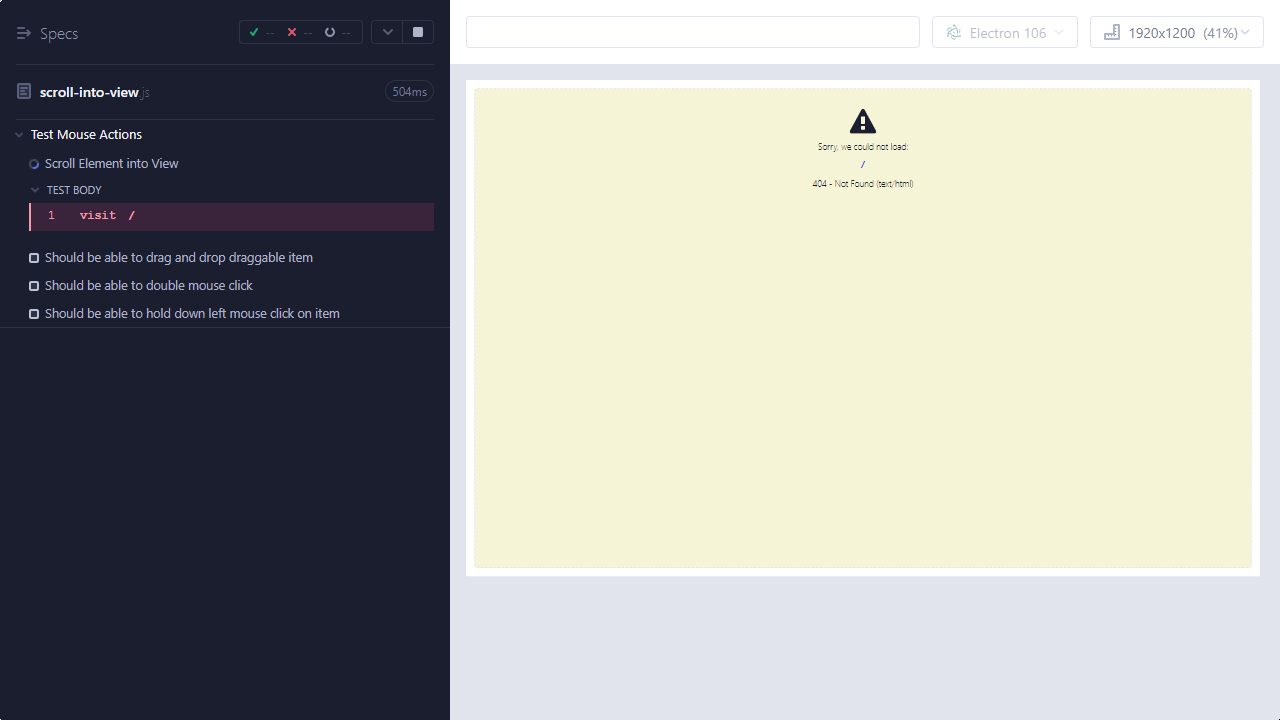 Specs
-- -- --
scroll-into-view.js
504ms
Test Mouse Actions
Scroll Element into View
TEST BODY
1 visit /
Should be able to drag and drop draggable item
Should be able to double mouse click
Should be able to hold down left mouse click on item
Electron 106
1920x1200 (41%)
Sorry, we could not load:
/
404 - Not Found (text/html)